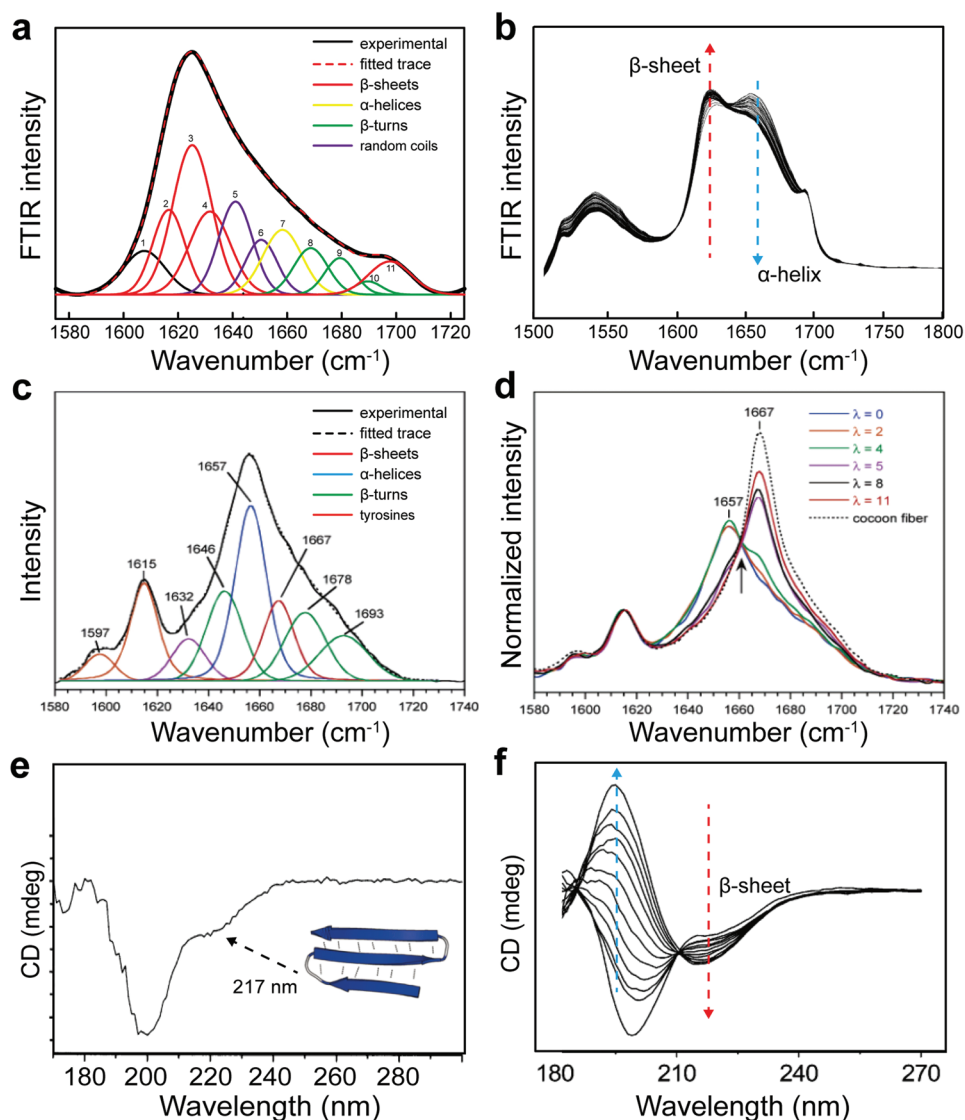 a
experimental
fitted trace
β-sheets
α-helices
β-turns
random coils
1
2
3
4
5
6
7
8
9
10
11
FTIR intensity
1580 1600 1620 1640 1660 1680 1700 1720
Wavenumber (cm⁻¹)
b
β-sheet
α-helix
FTIR intensity
1500 1550 1600 1650 1700 1750 1800
Wavenumber (cm⁻¹)
c
experimental
fitted trace
β-sheets
α-helices
β-turns
tyrosines
1597
1615
1632
1646
1657
1667
1678
1693
Intensity
1580 1600 1620 1640 1660 1680 1700 1720 1740
Wavenumber (cm⁻¹)
d
1667
1657
λ = 0
λ = 2
λ = 4
λ = 5
λ = 8
λ = 11
cocoon fiber
Normalized intensity
1580 1600 1620 1640 1660 1680 1700 1720 1740
Wavenumber (cm⁻¹)
e
217 nm
CD (mdeg)
180 200 220 240 260 280
Wavelength (nm)
f
β-sheet
CD (mdeg)
180 210 240 270
Wavelength (nm)